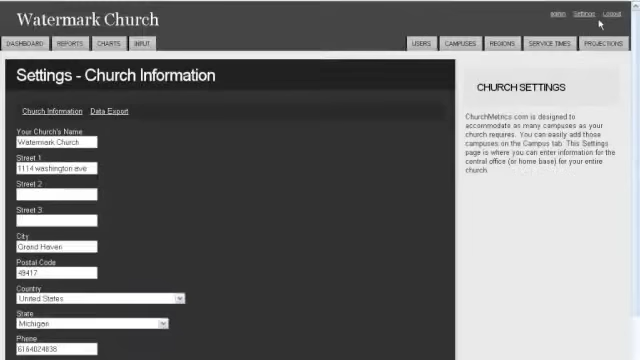 Watermark Church
admin Settings Logout
DASHBOARD REPORTS CHARTS INPUT USERS CAMPUSES REGIONS SERVICE TIMES PROJECTIONS
Settings - Church Information
Church Information Data Export
Your Church's Name
Watermark Church
Street 1
1114 washington ave
Street 2
Street 3
City
Grand Haven
Postal Code
49417
Country
United States
State
Michigan
Phone
6164024838
CHURCH SETTINGS
ChurchMetrics.com is designed to
accommodate as many campuses as your
church requires. You can easily add those
campuses on the Campus tab. This Settings
page is where you can enter information for the
central office (or home base) for your entire
church.